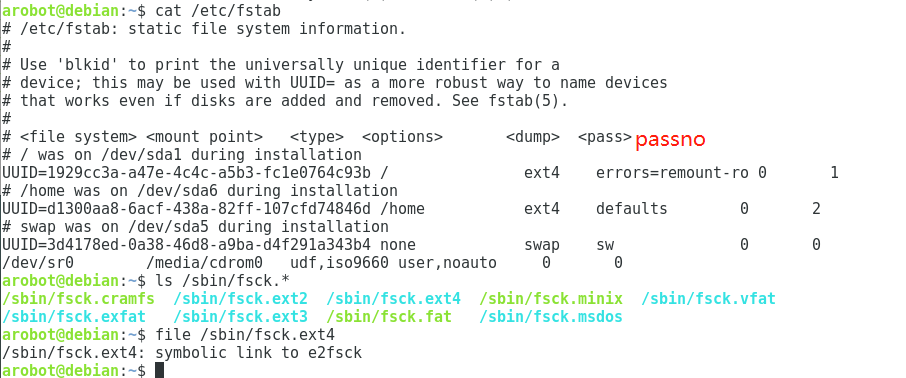 arobot@debian:~$ cat /etc/fstab
# /etc/fstab: static file system information.
#
# Use 'blkid' to print the universally unique identifier for a
# device; this may be used with UUID= as a more robust way to name devices
# that works even if disks are added and removed. See fstab(5).
#
# <file system> <mount point>   <type>  <options>       <dump>  <pass> passno
# / was on /dev/sda1 during installation
UUID=1929cc3a-a47e-4c4c-a5b3-fc1e0764c93b /               ext4    errors=remount-ro 0       1
# /home was on /dev/sda6 during installation
UUID=d1300aa8-6acf-438a-82ff-107cfd74846d /home           ext4    defaults        0       2
# swap was on /dev/sda5 during installation
UUID=3d4178ed-0a38-46d8-a9ba-d4f291a343b4 none            swap    sw              0       0
/dev/sr0        /media/cdrom0   udf,iso9660 user,noauto     0       0
arobot@debian:~$ ls /sbin/fsck.*
/sbin/fsck.cramfs  /sbin/fsck.ext2  /sbin/fsck.ext4  /sbin/fsck.minix  /sbin/fsck.vfat
/sbin/fsck.exfat   /sbin/fsck.ext3  /sbin/fsck.fat   /sbin/fsck.msdos
arobot@debian:~$ file /sbin/fsck.ext4
/sbin/fsck.ext4: symbolic link to e2fsck
arobot@debian:~$